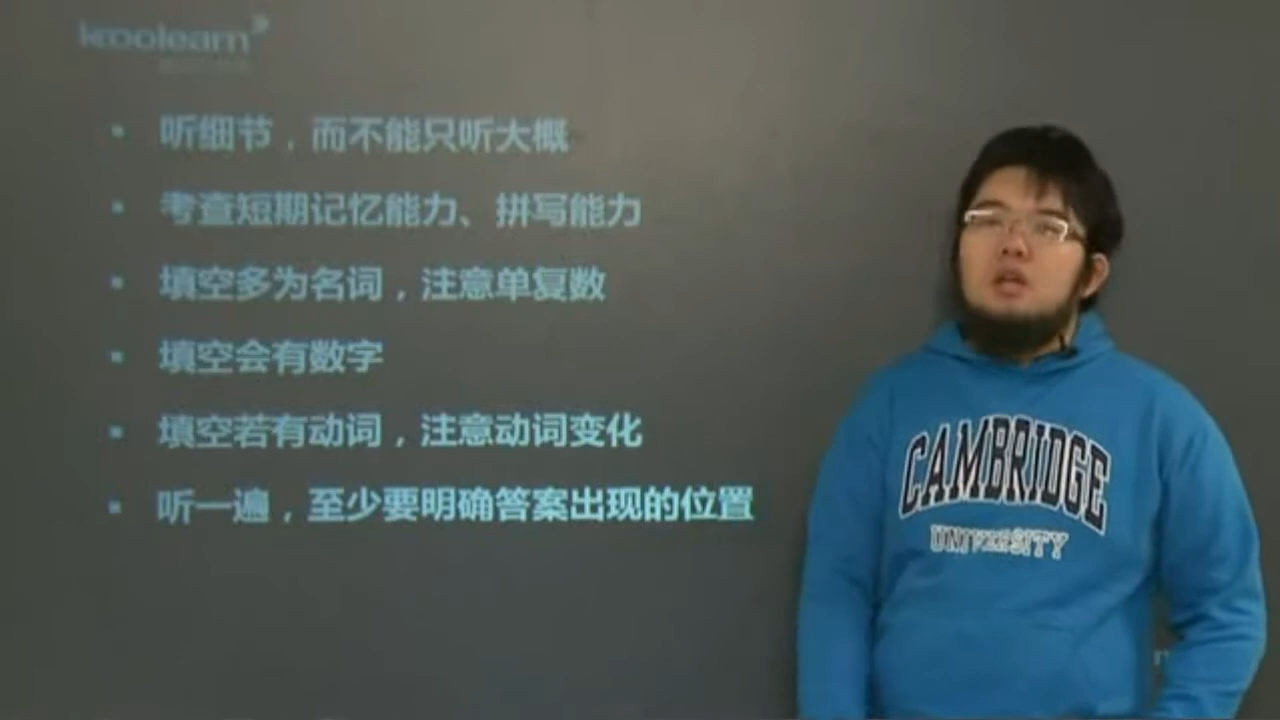 koolearn
听细节，而不能只听大概
考查短期记忆能力、拼写能力
填空多为名词，注意单复数
填空会有数字
填空若有动词，注意动词变化
听一遍，至少要明确答案出现的位置
CAMBRIDGE
UNIVERSITY